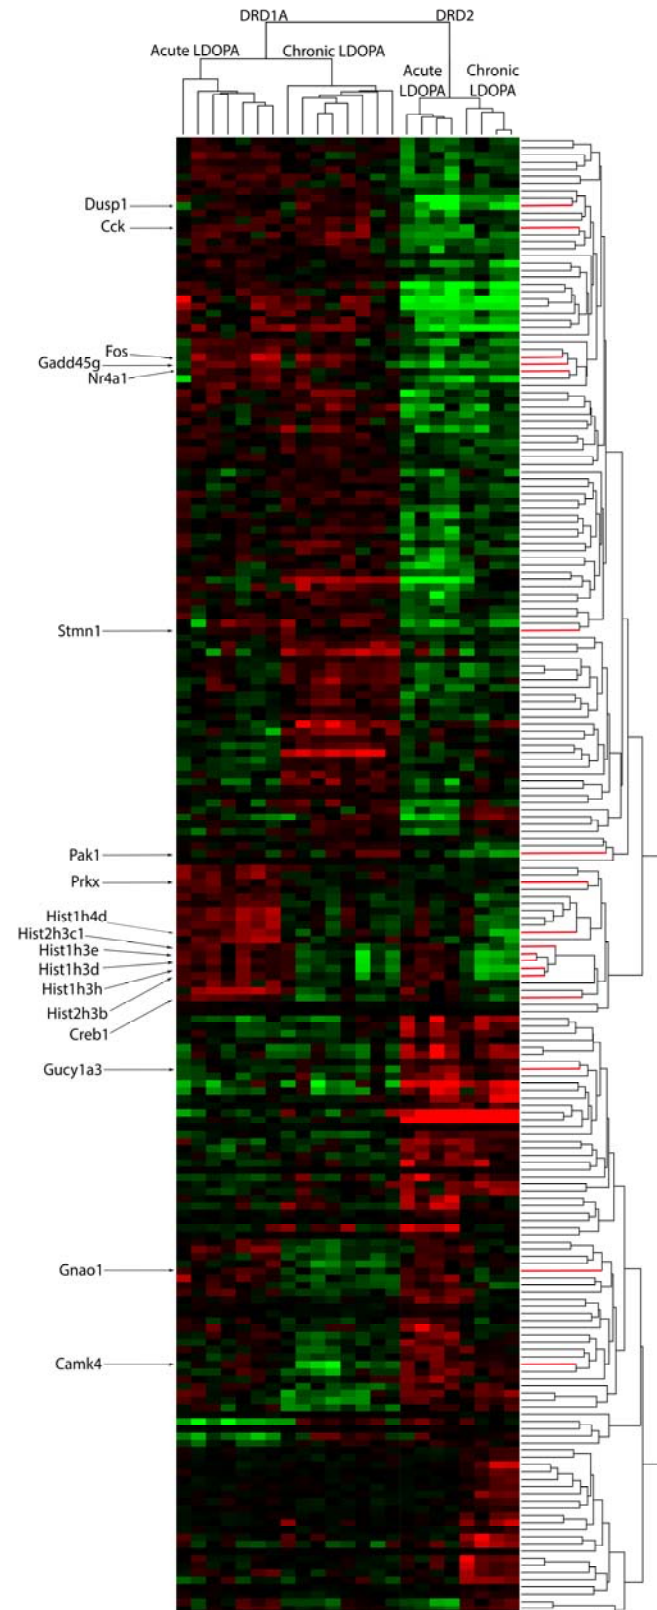 DRD1A
DRD2
Acute LDOPA
Chronic LDOPA
Acute
LDOPA
Chronic
LDOPA
Dusp1
Cck
Fos
Gadd45g
Nr4a1
Stmn1
Pak1
Prkx
Hist1h4d
Hist2h3c1
Hist1h3e
Hist1h3d
Hist1h3h
Hist2h3b
Creb1
Gucy1a3
Gnao1
Camk4